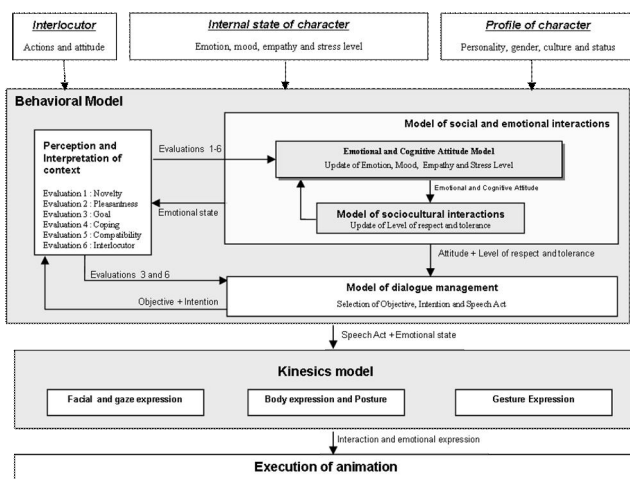 Interlocutor
Actions and attitude
Internal state of character
Emotion, mood, empathy and stress level
Profile of character
Personality, gender, culture and status
Behavioral Model
Model of social and emotional interactions
Perception and
Interpretation of
context
Evaluation 1 : Novelty
Evaluation 2 : Pleasantness
Evaluation 3 : Goal
Evaluation 4 : Coping
Evaluation 5 : Compatibility
Evaluation 6 : Interlocutor
Evaluations 1-6
Emotional and Cognitive Attitude Model
Update of Emotion, Mood, Empathy and Stress Level
Emotional and Cognitive Attitude
Model of sociocultural interactions
Update of Level of respect and tolerance
Emotional state
Attitude + Level of respect and tolerance
Evaluations 3 and 6
Model of dialogue management
Selection of Objective, Intention and Speech Act
Objective + Intention
Speech Act + Emotional state
Kinesics model
Facial and gaze expression
Body expression and Posture
Gesture Expression
Interaction and emotional expression
Execution of animation